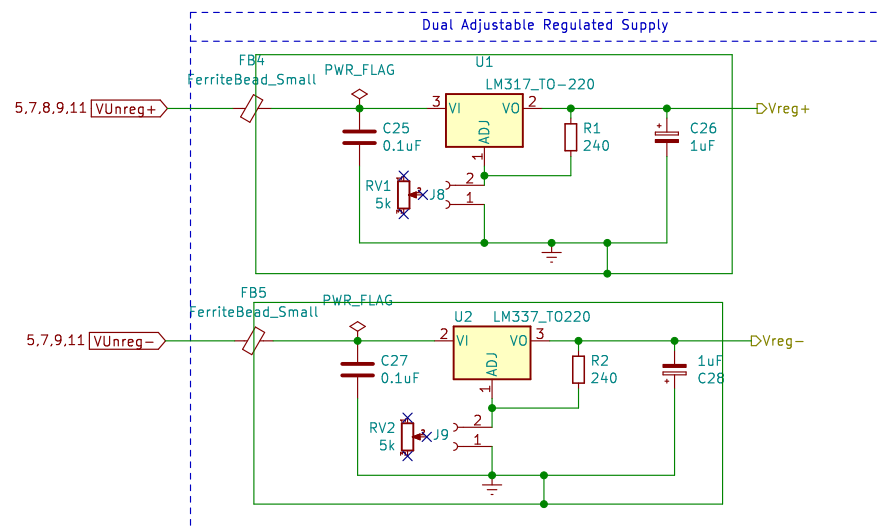 Dual Adjustable Regulated Supply
FB4
FerriteBead_Small
PWR_FLAG
U1
LM317_TO-220
5,7,8,9,11 VUnreg+
3 VI VO 2
ADJ
1
Vreg+
C25
0.1uF
R1
240
+
C26
1uF
RV1
5k
3
J8
2
1
FB5
FerriteBead_Small
PWR_FLAG
U2
LM337_TO220
5,7,9,11 VUnreg-
2 VI VO 3
ADJ
1
Vreg-
C27
0.1uF
R2
240
1uF
C28
+
RV2
5k
J9
2
1